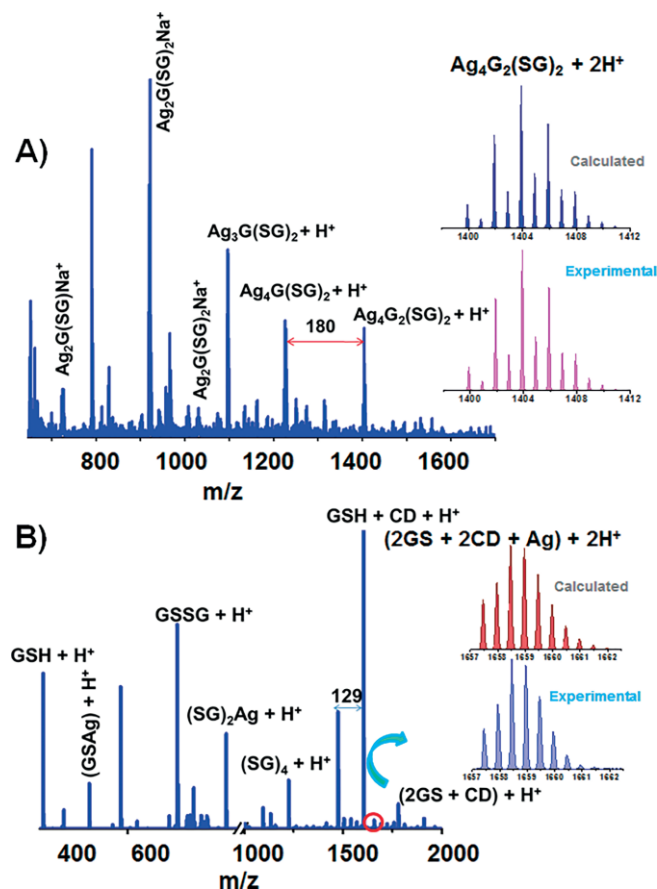 A)
Ag₂G(SG)Na⁺
Ag₂G(SG)₂Na⁺
Ag₂G(SG)₂Na⁺
Ag₃G(SG)₂ + H⁺
Ag₄G(SG)₂ + H⁺
180
Ag₄G₂(SG)₂ + H⁺
800 1000 1200 1400 1600
m/z
Ag₄G₂(SG)₂ + 2H⁺
Calculated
1400 1404 1408 1412
Experimental
1400 1404 1408 1412
B)
GSH + H⁺
(GSAg) + H⁺
GSSG + H⁺
(SG)₂Ag + H⁺
(SG)₄ + H⁺
129
GSH + CD + H⁺
(2GS + CD) + H⁺
400 600 1000 1500 2000
m/z
(2GS + 2CD + Ag) + 2H⁺
Calculated
1657 1658 1659 1660 1661 1662
Experimental
1657 1658 1659 1660 1661 1662